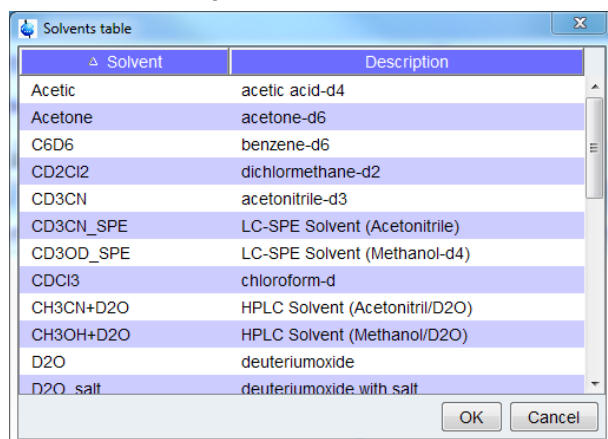 Solvents table
Solvent Description
Acetic acetic acid-d4
Acetone acetone-d6
C6D6 benzene-d6
CD2Cl2 dichlormethane-d2
CD3CN acetonitrile-d3
CD3CN_SPE LC-SPE Solvent (Acetonitrile)
CD3OD_SPE LC-SPE Solvent (Methanol-d4)
CDCl3 chloroform-d
CH3CN+D2O HPLC Solvent (Acetonitril/D2O)
CH3OH+D2O HPLC Solvent (Methanol/D2O)
D2O deuteriumoxide
D2O_salt deuteriumoxide with salt
OK Cancel